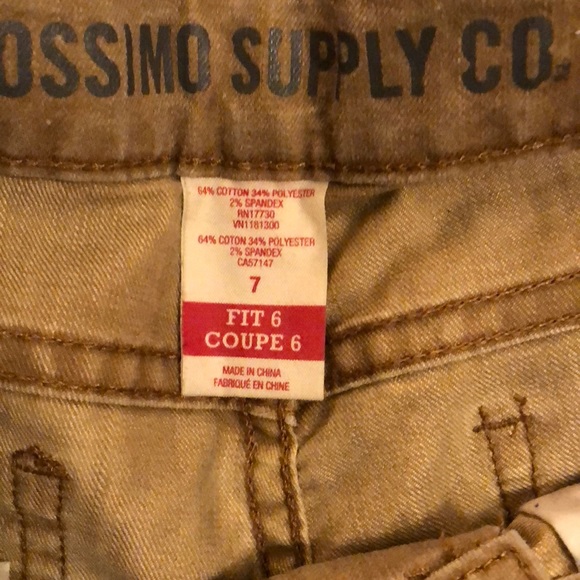 OSSIMO SUPPLY CO.
64% COTTON 34% POLYESTER
2% SPANDEX
RN17730
VN1181300
64% COTON 34% POLYESTER
2% SPANDEX
CA57147
7
FIT 6
COUPE 6
MADE IN CHINA
FABRIQUÉ EN CHINE